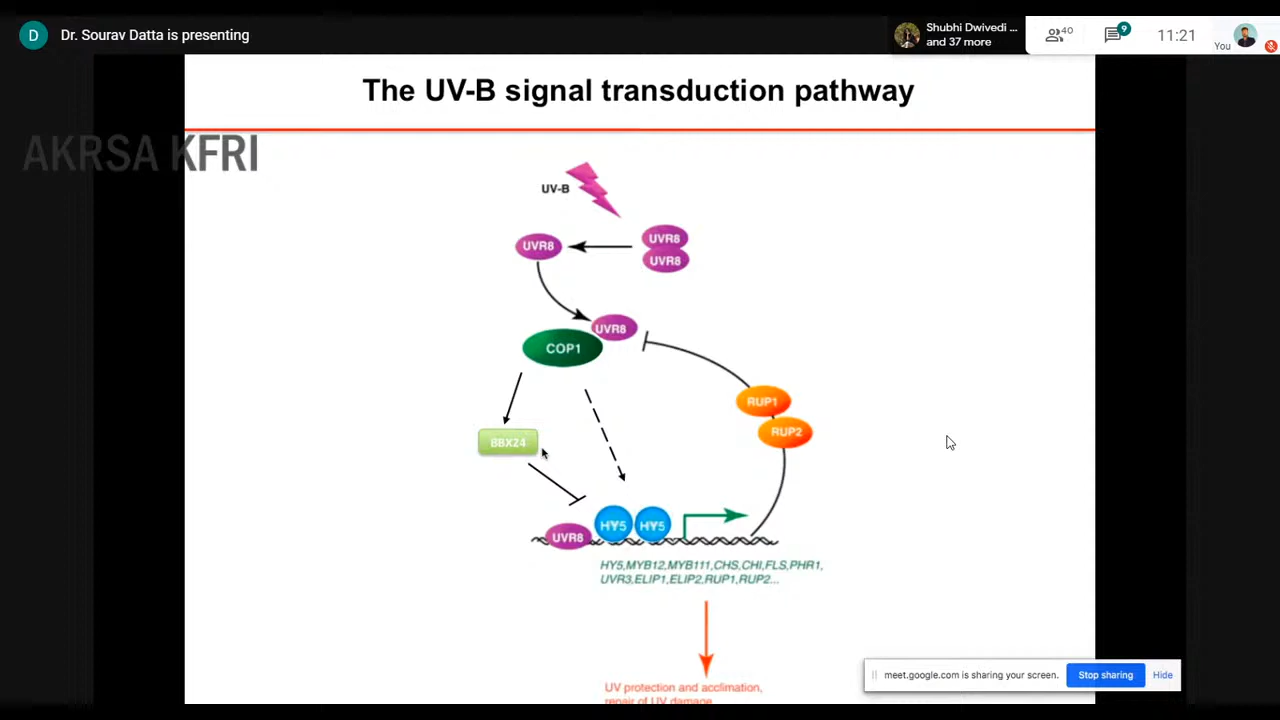 D Dr. Sourav Datta is presenting
Shubhi Dwivedi ...
and 37 more
40
9
11:21
You
The UV-B signal transduction pathway
AKRSA KFRI
UV-B
UVR8
UVR8
UVR8
UVR8
COP1
RUP1
RUP2
BBX24
UVR8
HY5
HY5
HY5,MYB12,MYB111,CHS,CHI,FLS,PHR1,
UVR3,ELIP1,ELIP2,RUP1,RUP2...
meet.google.com is sharing your screen.
Stop sharing
Hide
UV protection and acclimation,
repair of UV damage